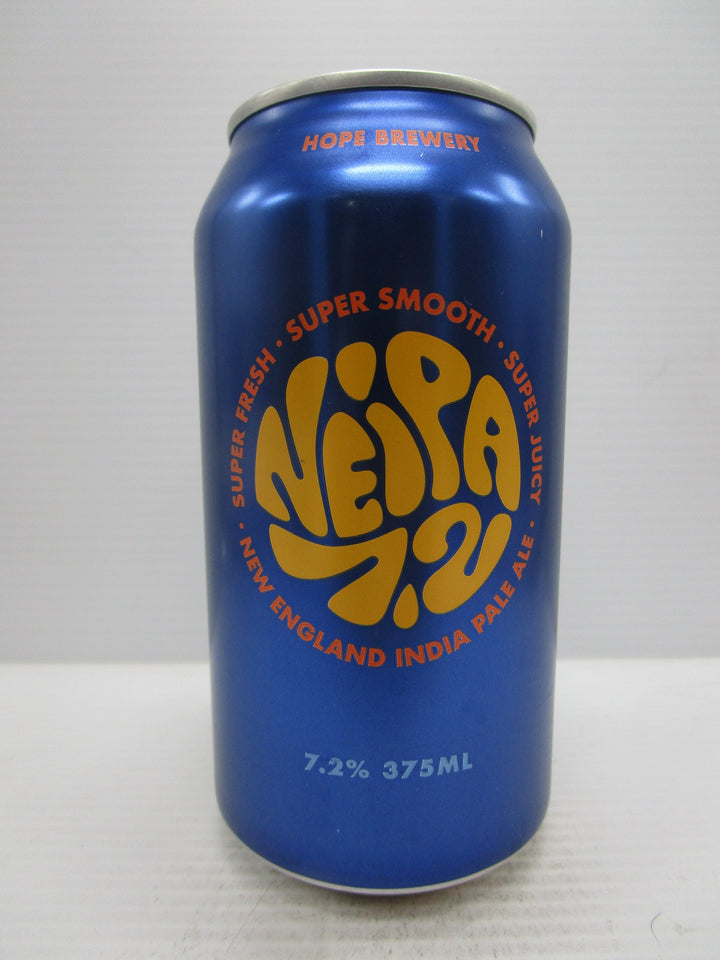 HOPE BREWERY
• SUPER FRESH • SUPER SMOOTH • SUPER JUICY •
NEIPA
7.2
NEW ENGLAND INDIA PALE ALE
7.2% 375ML